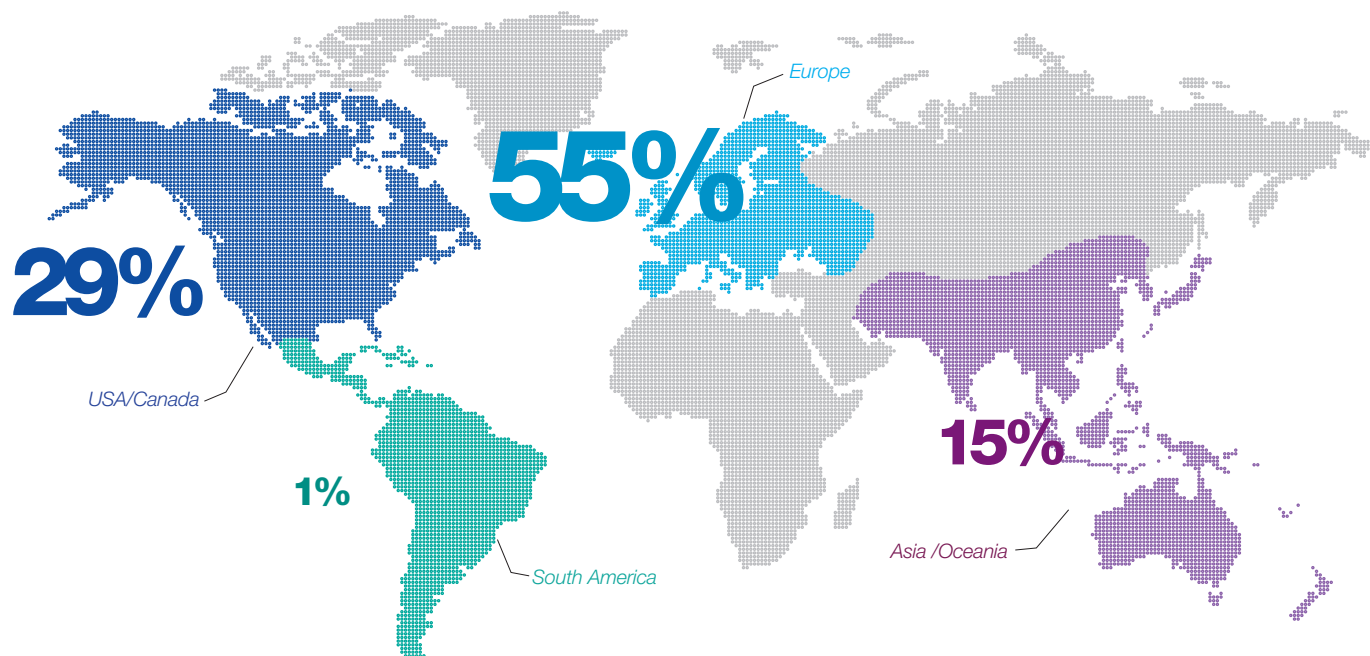 Europe
55%
29%
USA/Canada
15%
1%
Asia /Oceania
South America